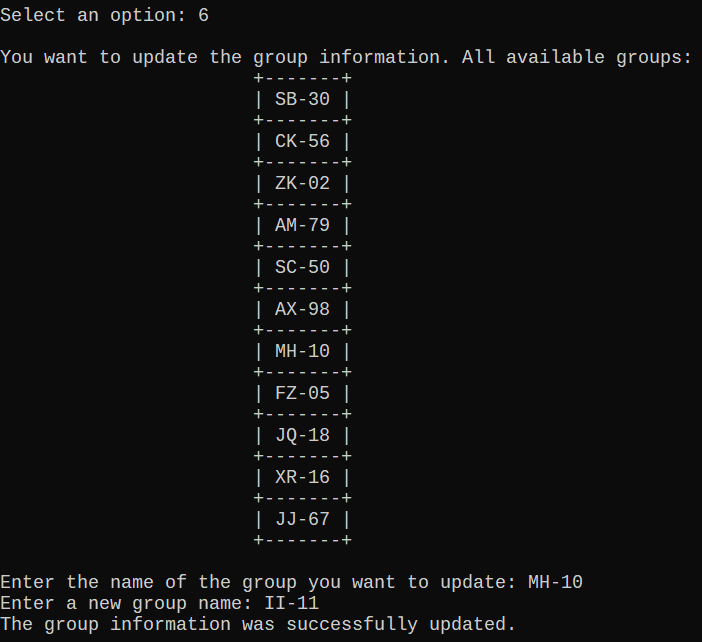 Select an option: 6
You want to update the group information. All available groups:
+-------+
| SB-30 |
+-------+
| CK-56 |
+-------+
| ZK-02 |
+-------+
| AM-79 |
+-------+
| SC-50 |
+-------+
| AX-98 |
+-------+
| MH-10 |
+-------+
| FZ-05 |
+-------+
| JQ-18 |
+-------+
| XR-16 |
+-------+
| JJ-67 |
+-------+
Enter the name of the group you want to update: MH-10
Enter a new group name: II-11
The group information was successfully updated.